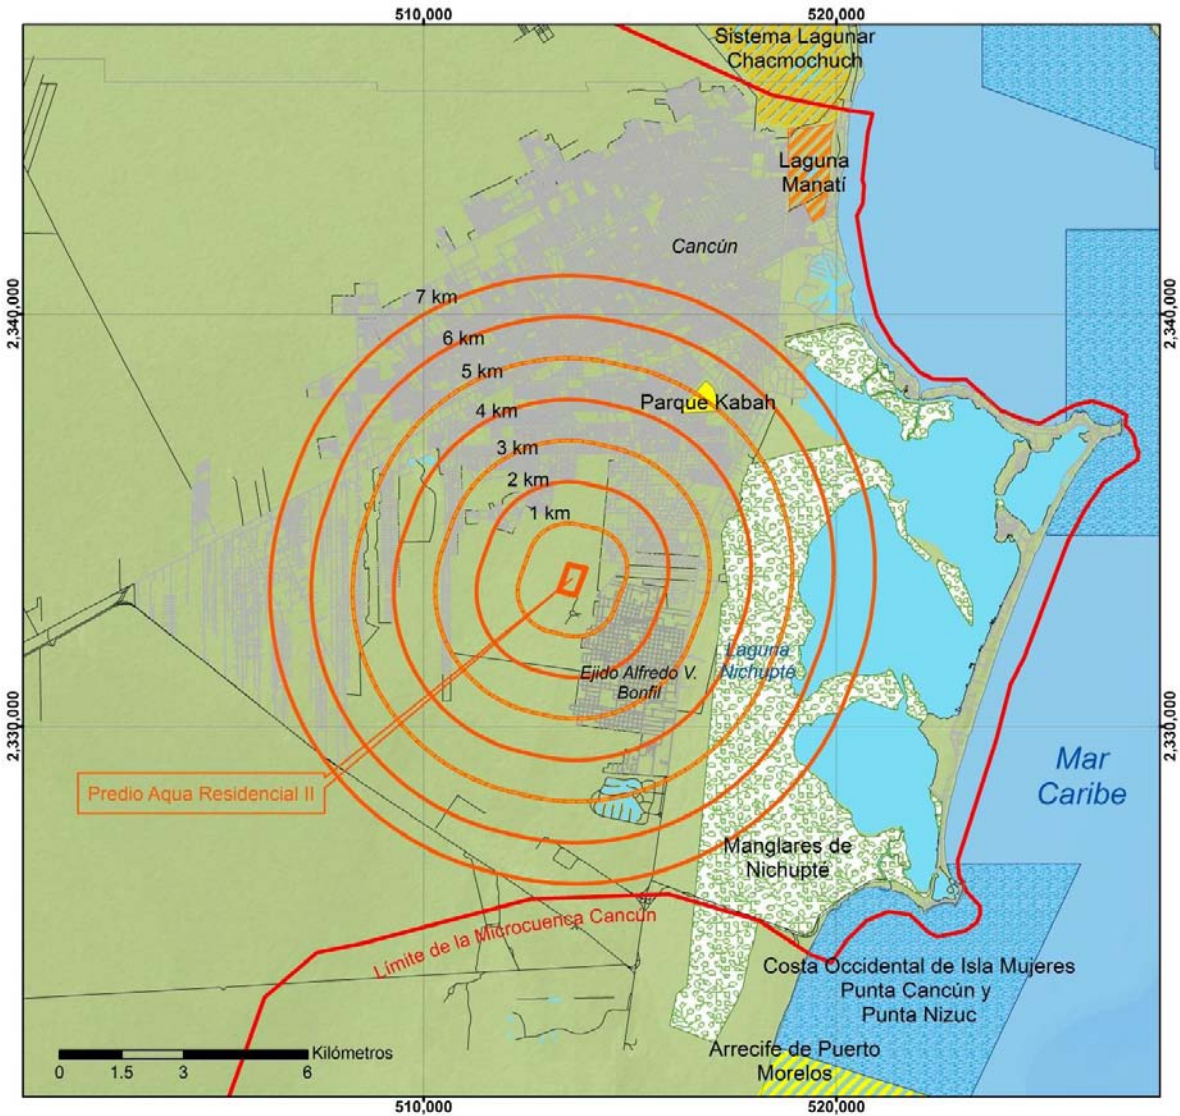 510,000
520,000
Sistema Lagunar
Chacmochuch
Laguna
Manatí
Cancún
7 km
2,340,000
2,340,000
6 km
5 km
Parque Kabah
4 km
3 km
2 km
1 km
Laguna
Nichupté
Ejido Alfredo V.
Bonfil
2,330,000
2,330,000
Mar
Caribe
Predio Aqua Residencial II
Manglares de
Nichupté
Límite de la Microcuenca Cancún
Costa Occidental de Isla Mujeres
Punta Cancún y
Punta Nizuc
Arrecife de Puerto
Morelos
Kilómetros
0 1.5 3 6
510,000
520,000